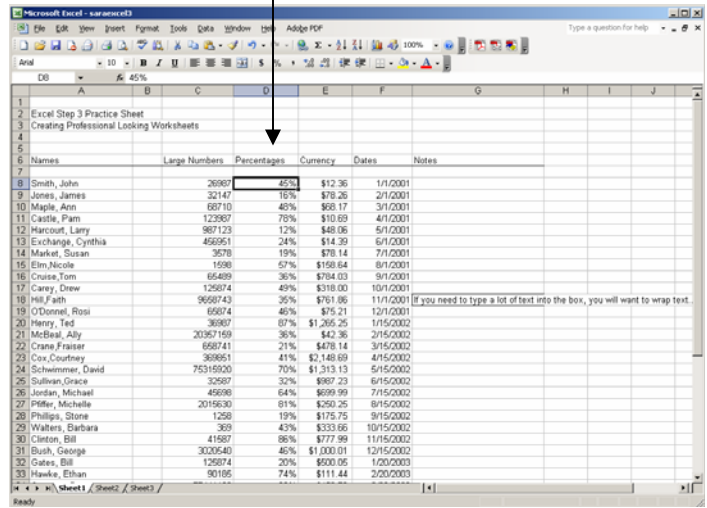 Microsoft Excel - saraexcel3
File Edit View Insert Format Tools Data Window Help Adobe PDF Type a question for help
100%
Arial 10 B I U $ % ,
D8 fx 45%
A B C D E F G H I J
1
2 Excel Step 3 Practice Sheet
3 Creating Professional Looking Worksheets
4
5
6 Names Large Numbers Percentages Currency Dates Notes
7
8 Smith, John 26987 45% $12.36 1/1/2001
9 Jones, James 32147 16% $78.26 2/1/2001
10 Maple, Ann 68710 48% $68.17 3/1/2001
11 Castle, Pam 123987 78% $10.69 4/1/2001
12 Harcourt, Larry 987123 12% $48.06 5/1/2001
13 Exchange, Cynthia 456951 24% $14.39 6/1/2001
14 Market, Susan 3578 19% $78.14 7/1/2001
15 Elm,Nicole 1598 57% $158.64 8/1/2001
16 Cruise,Tom 65489 36% $784.03 9/1/2001
17 Carey, Drew 125874 49% $318.00 10/1/2001
18 Hill,Faith 9658743 35% $761.86 11/1/2001 If you need to type a lot of text into the box, you will want to wrap text.
19 O'Donnel, Rosi 65874 46% $75.21 12/1/2001
20 Henry, Ted 36987 87% $1,265.25 1/15/2002
21 McBeal, Ally 20357159 36% $42.36 2/15/2002
22 Crane,Fraiser 658741 21% $478.14 3/15/2002
23 Cox,Courtney 369851 41% $2,148.69 4/15/2002
24 Schwimmer, David 75315920 70% $1,313.13 5/15/2002
25 Sullivan,Grace 32587 32% $987.23 6/15/2002
26 Jordan, Michael 45698 64% $699.99 7/15/2002
27 Pfiffer, Michelle 2015630 81% $250.25 8/15/2002
28 Phillips, Stone 1258 19% $175.75 9/15/2002
29 Walters, Barbara 369 43% $333.66 10/15/2002
30 Clinton, Bill 41587 86% $777.99 11/15/2002
31 Bush, George 3020540 46% $1,000.01 12/15/2002
32 Gates, Bill 125874 20% $500.05 1/20/2003
33 Hawke, Ethan 90185 74% $111.44 2/20/2003
Sheet1 Sheet2 Sheet3
Ready